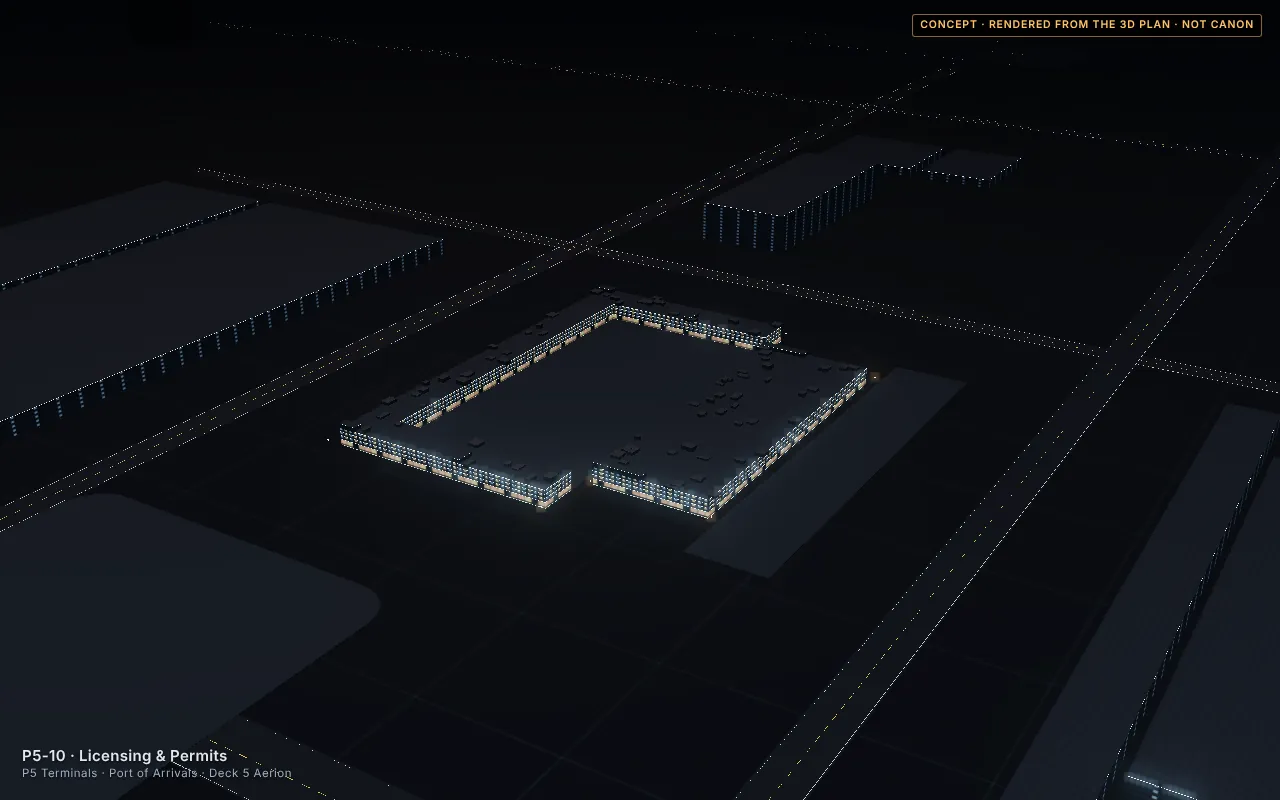 CONCEPT · RENDERED FROM THE 3D PLAN · NOT CANON
P5-10 · Licensing & Permits
P5 Terminals · Port of Arrivals · Deck 5 Aerion